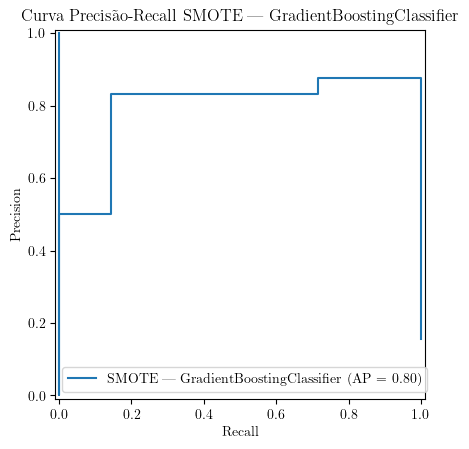 Curva Precisão-Recall SMOTE — GradientBoostingClassifier
1.0
0.8
0.6
0.4
0.2
0.0
Precision
SMOTE — GradientBoostingClassifier (AP = 0.80)
0.0 0.2 0.4 0.6 0.8 1.0
Recall